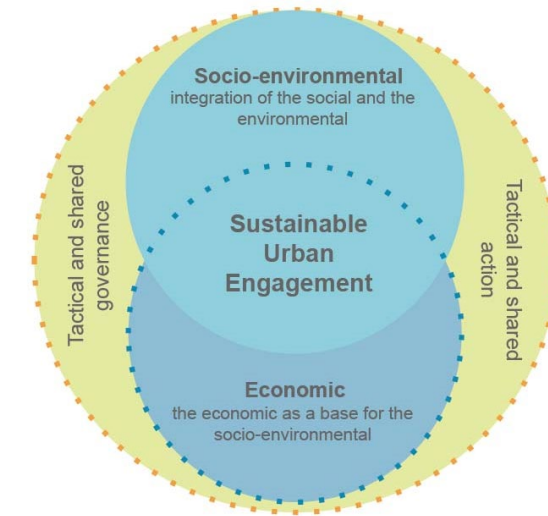 Socio-environmental
integration of the social and the
environmental
Tactical and shared
governance
Sustainable
Urban
Engagement
Tactical and shared
action
Economic
the economic as a base for the
socio-environmental